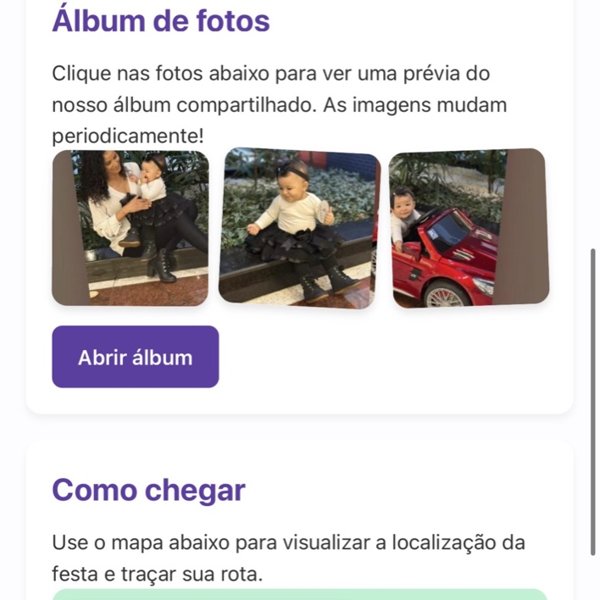 Álbum de fotos
Clique nas fotos abaixo para ver uma prévia do
nosso álbum compartilhado. As imagens mudam
periodicamente!
Abrir álbum
Como chegar
Use o mapa abaixo para visualizar a localização da
festa e traçar sua rota.